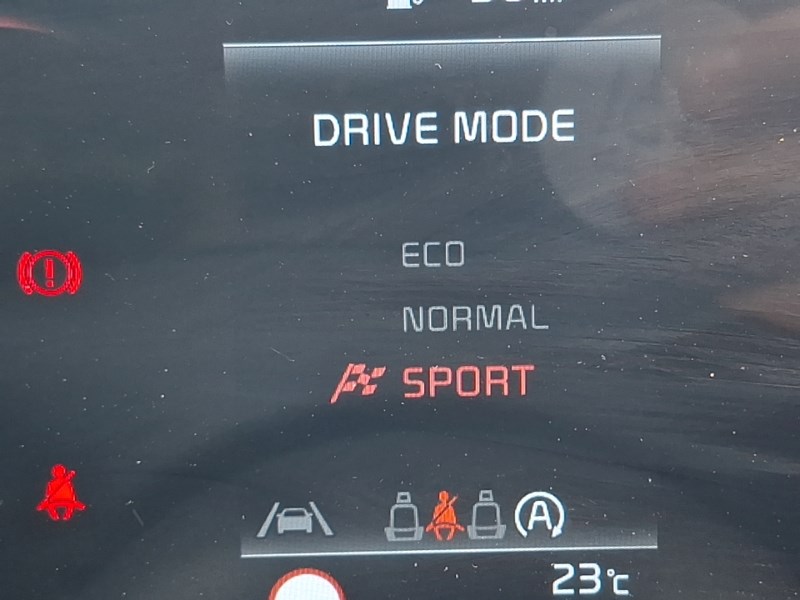 DRIVE MODE
ECO
NORMAL
SPORT
A
23°C